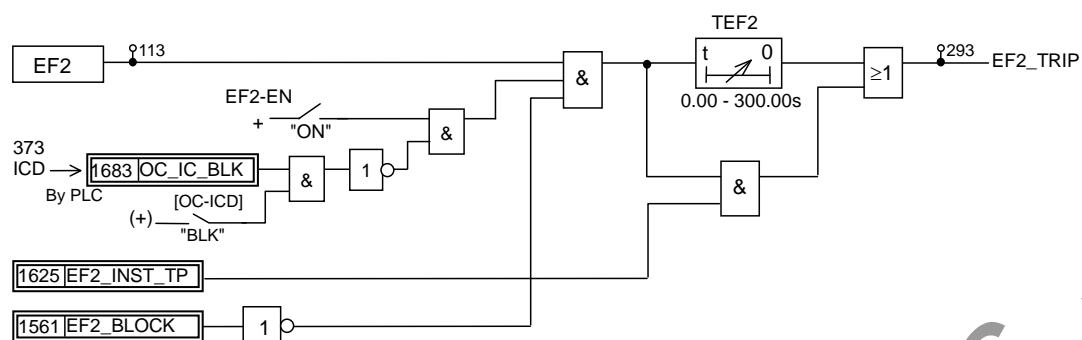 TEF2
EF2
113
t 0
293
EF2_TRIP
&
≥1
0.00 - 300.00s
EF2-EN
+
"ON"
&
373
ICD
1683 OC_IC_BLK
By PLC
&
1
&
[OC-ICD]
(+)
"BLK"
1625 EF2_INST_TP
1561 EF2_BLOCK
1